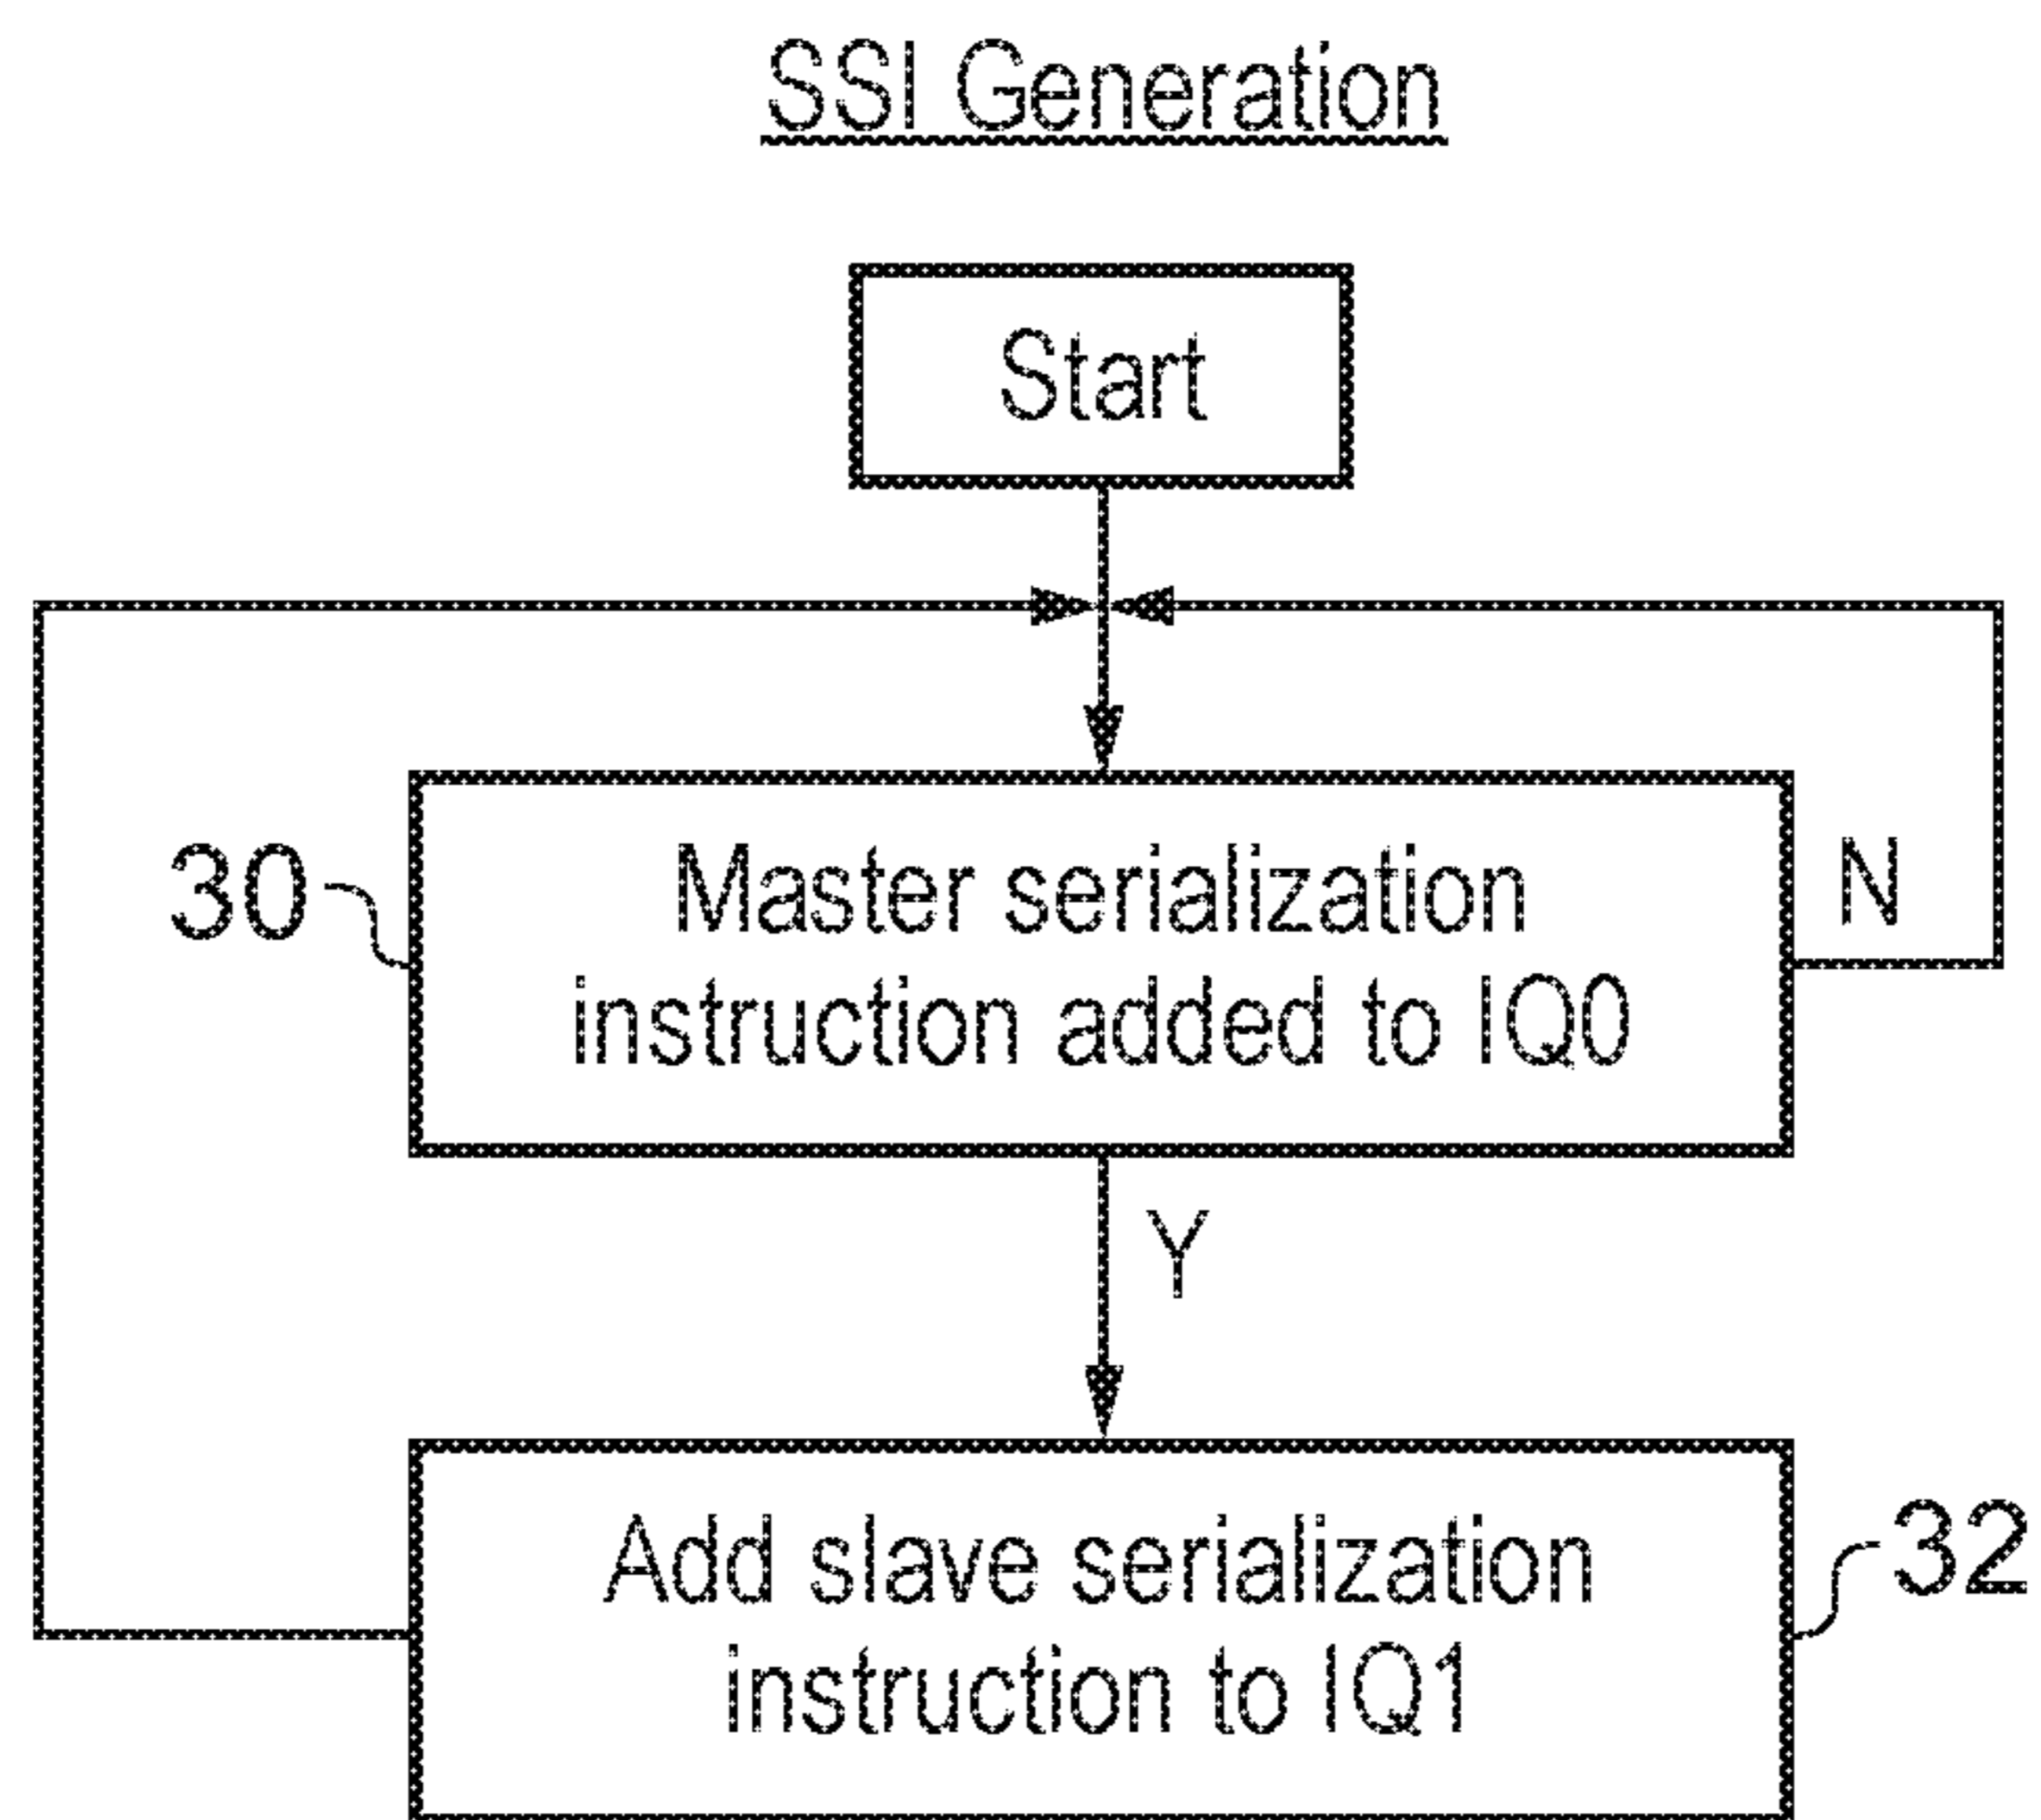 SSI Generation
Start
30
Master serialization
instruction added to IQ0
N
Y
Add slave serialization
instruction to IQ1
32